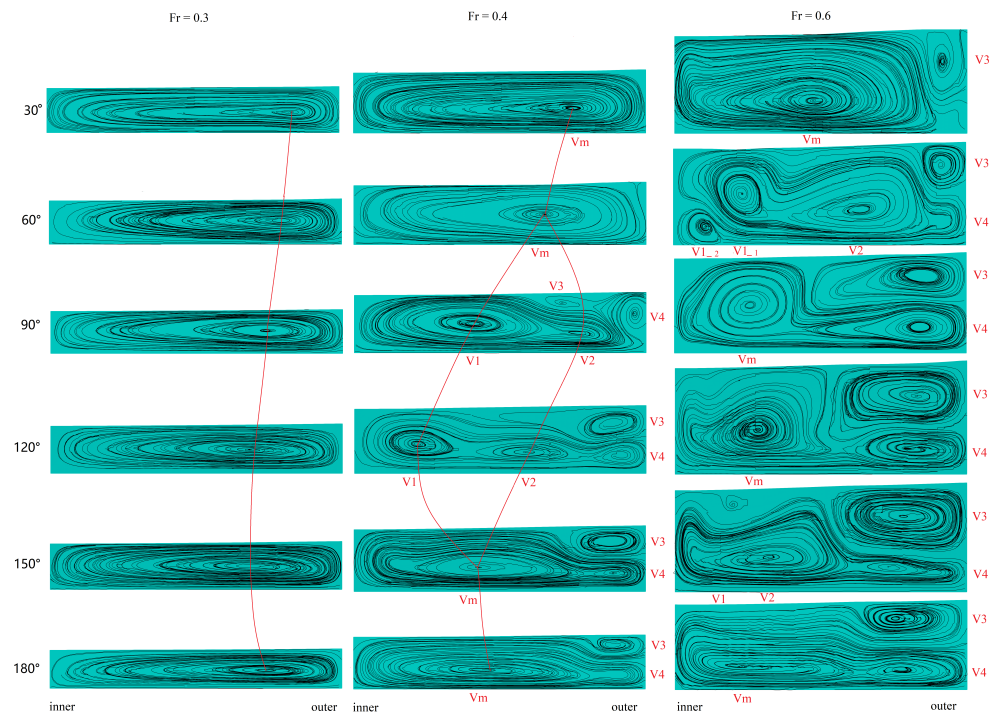 Fr = 0.3 Fr = 0.4 Fr = 0.6
30° Vm Vm V3
60° Vm V1_2 V1_1 V2 V3 V4
90° V3 V4 V1 V2 V3 V4 Vm
120° V3 V4 V1 V2 V3 V4 Vm
150° V3 V4 Vm V3 V4 V1 V2
180° V3 V4 Vm V3 V4 Vm
inner outer inner outer inner outer